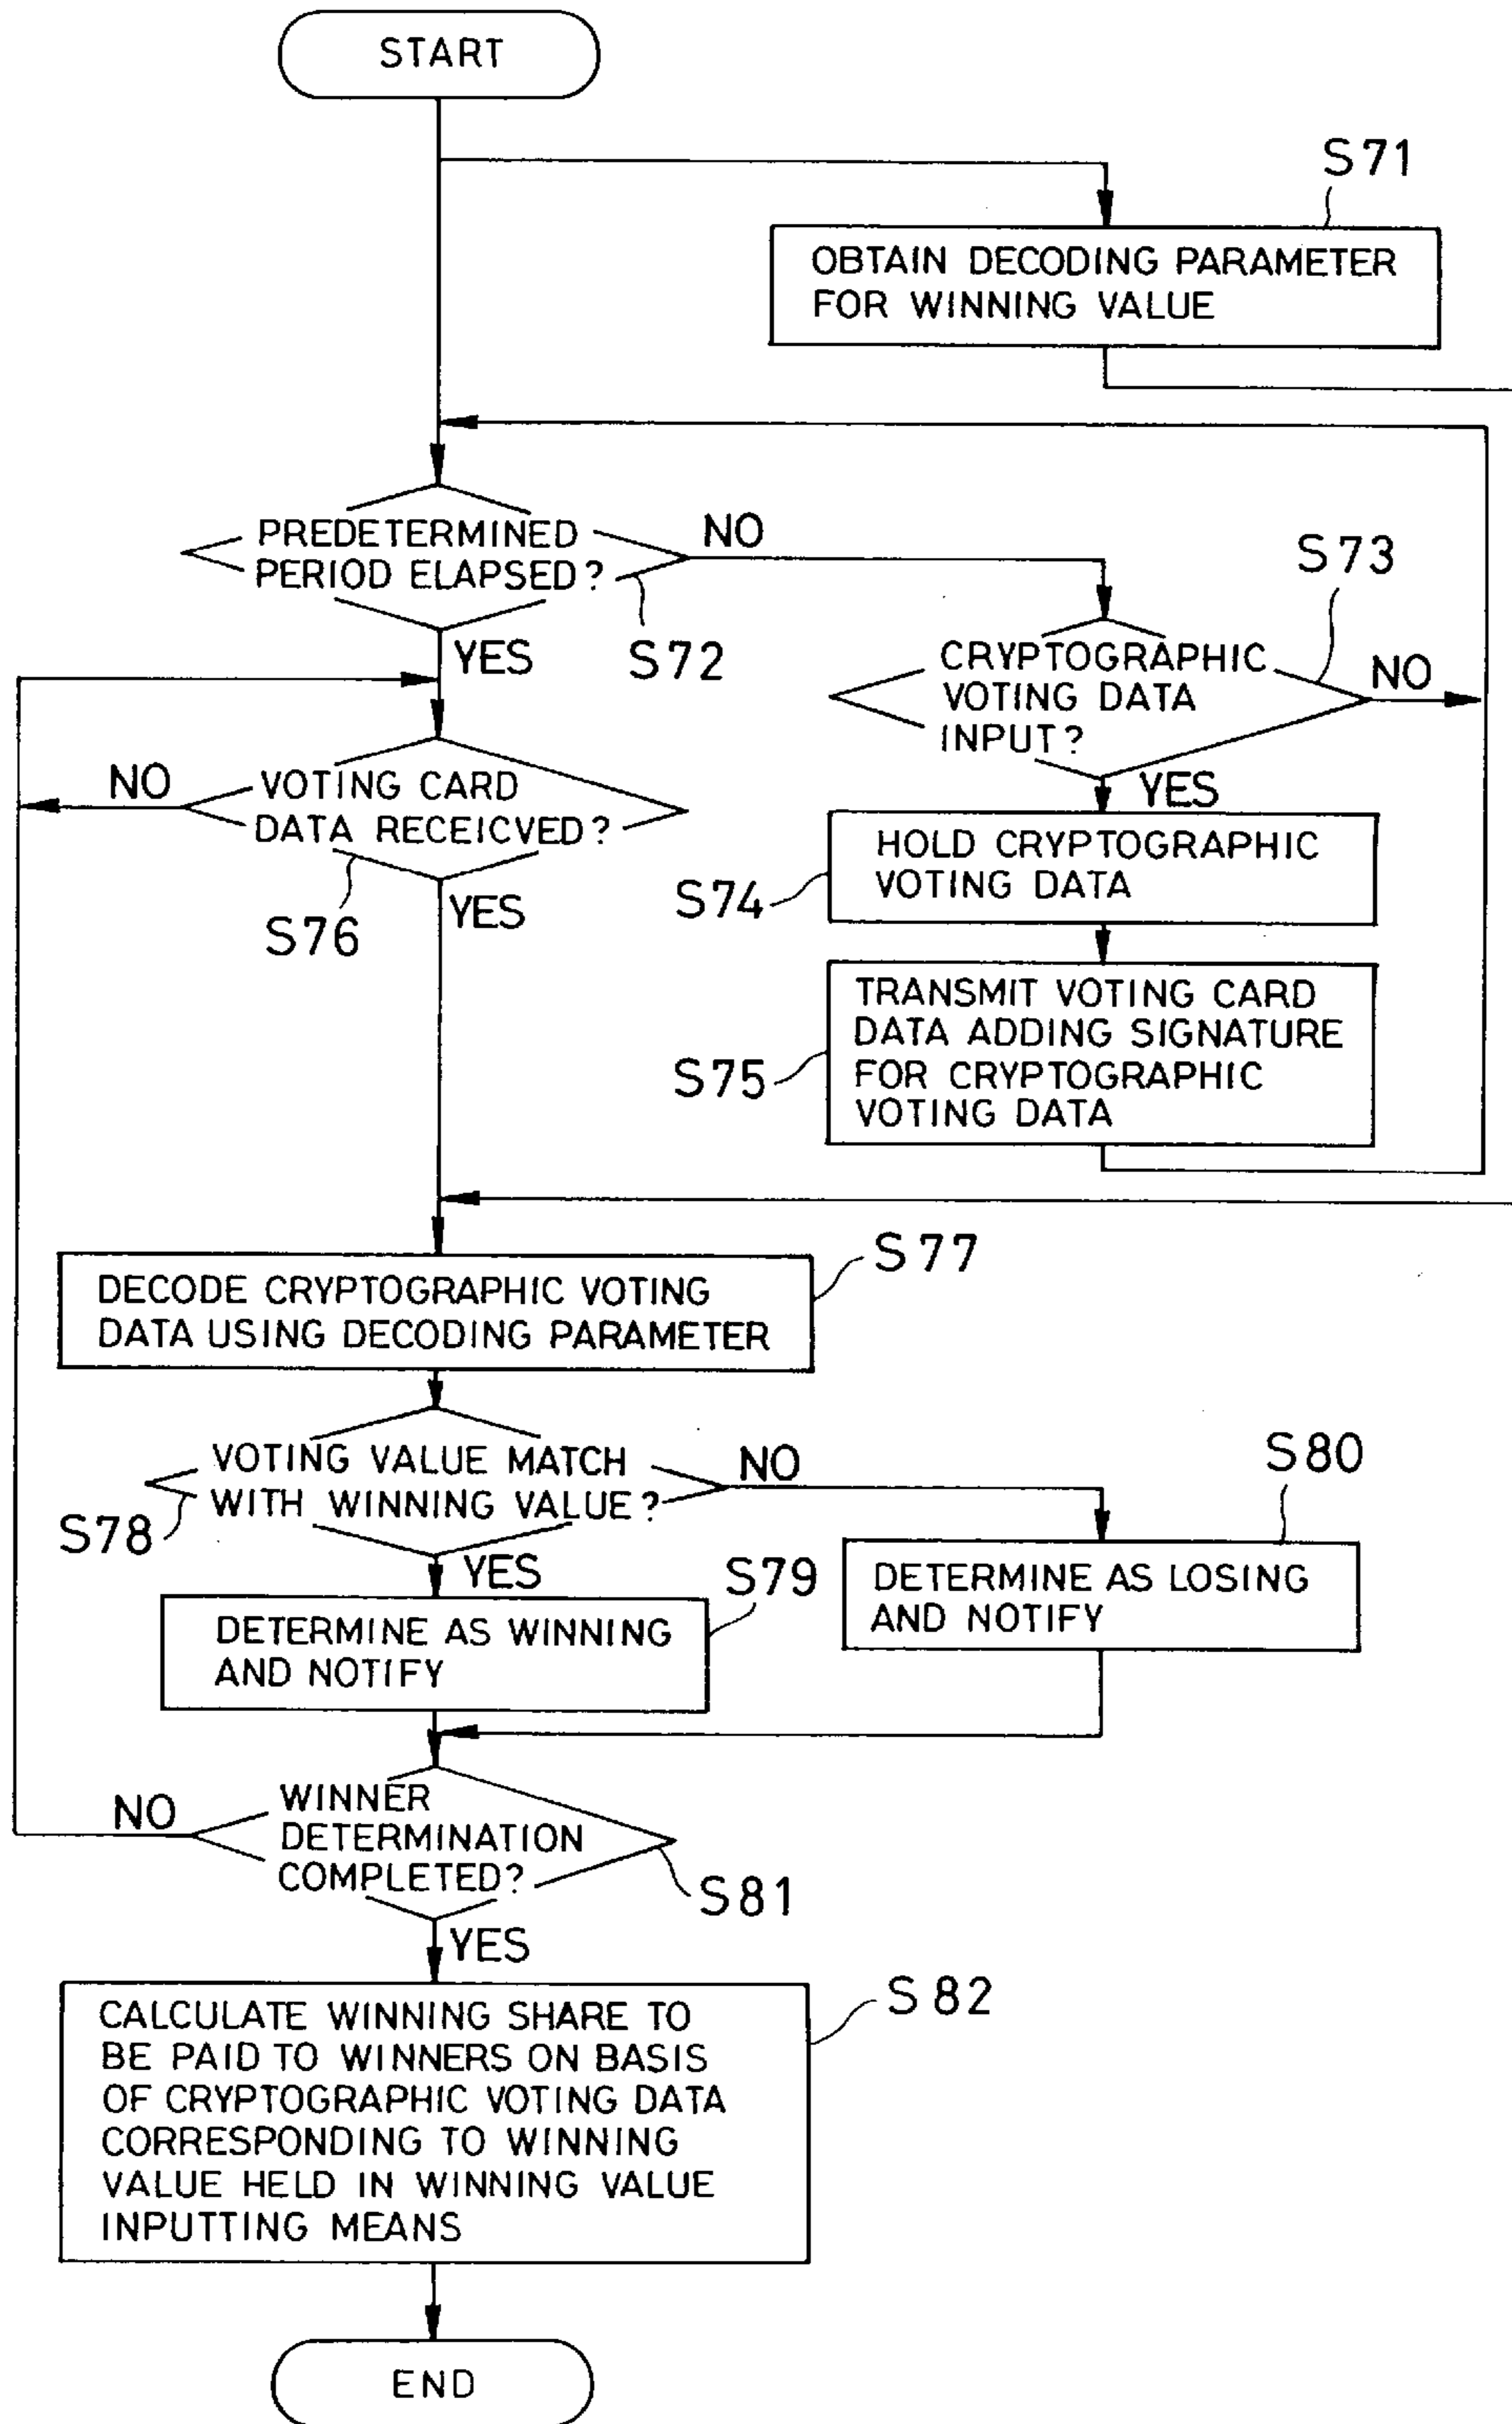 START
S71
OBTAIN DECODING PARAMETER
FOR WINNING VALUE
PREDETERMINED
PERIOD ELAPSED?
NO
S72
YES
S73
CRYPTOGRAPHIC
VOTING DATA
INPUT?
NO
YES
NO
VOTING CARD
DATA RECEICVED?
S76
YES
HOLD CRYPTOGRAPHIC
VOTING DATA
S74
TRANSMIT VOTING CARD
DATA ADDING SIGNATURE
FOR CRYPTOGRAPHIC
VOTING DATA
S75
S77
DECODE CRYPTOGRAPHIC VOTING
DATA USING DECODING PARAMETER
VOTING VALUE MATCH
WITH WINNING VALUE?
NO
S78
YES
S80
DETERMINE AS LOSING
AND NOTIFY
S79
DETERMINE AS WINNING
AND NOTIFY
NO
WINNER
DETERMINATION
COMPLETED?
S81
YES
S82
CALCULATE WINNING SHARE TO
BE PAID TO WINNERS ON BASIS
OF CRYPTOGRAPHIC VOTING DATA
CORRESPONDING TO WINNING
VALUE HELD IN WINNING VALUE
INPUTTING MEANS
END